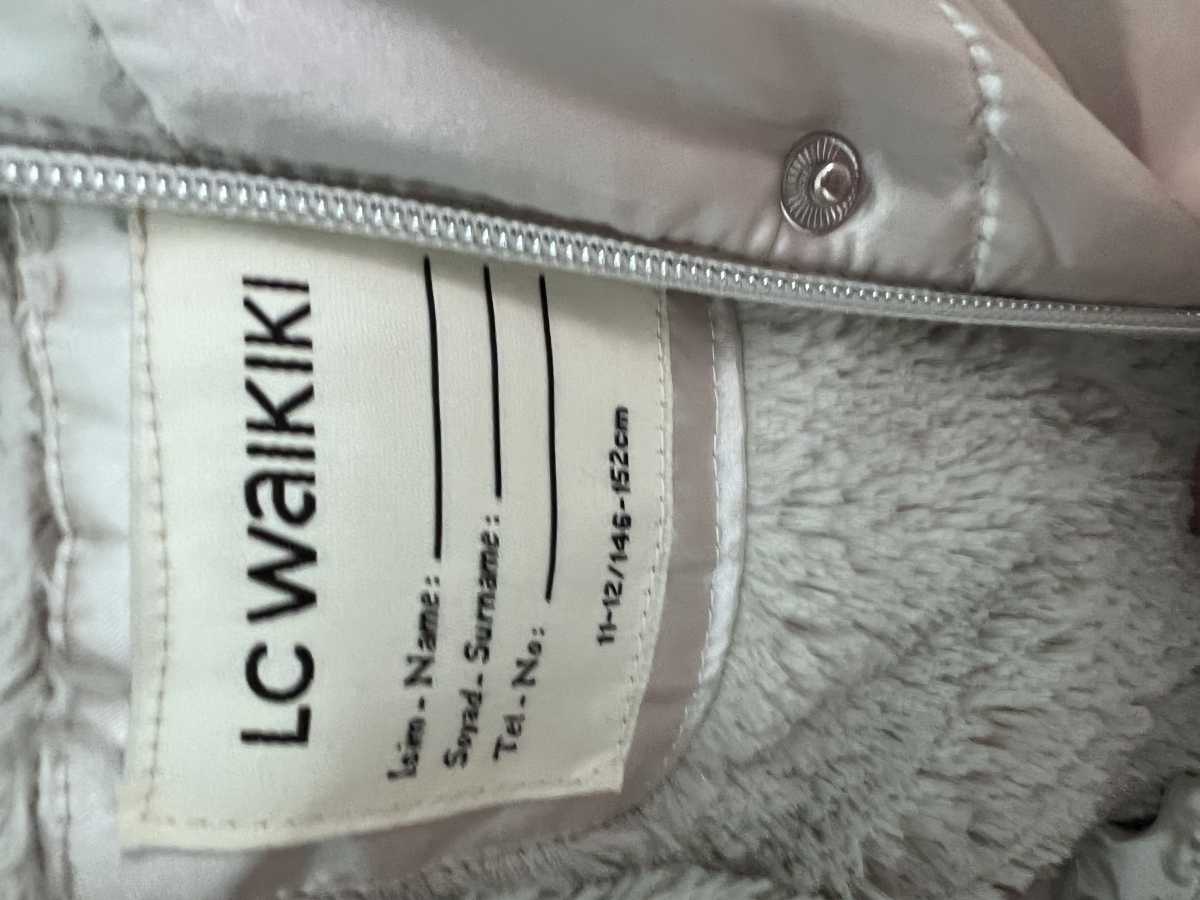 LC WAIKIKI
İsim - Name:
Soyad - Surname:
Tel - No:
11-12/146-152cm